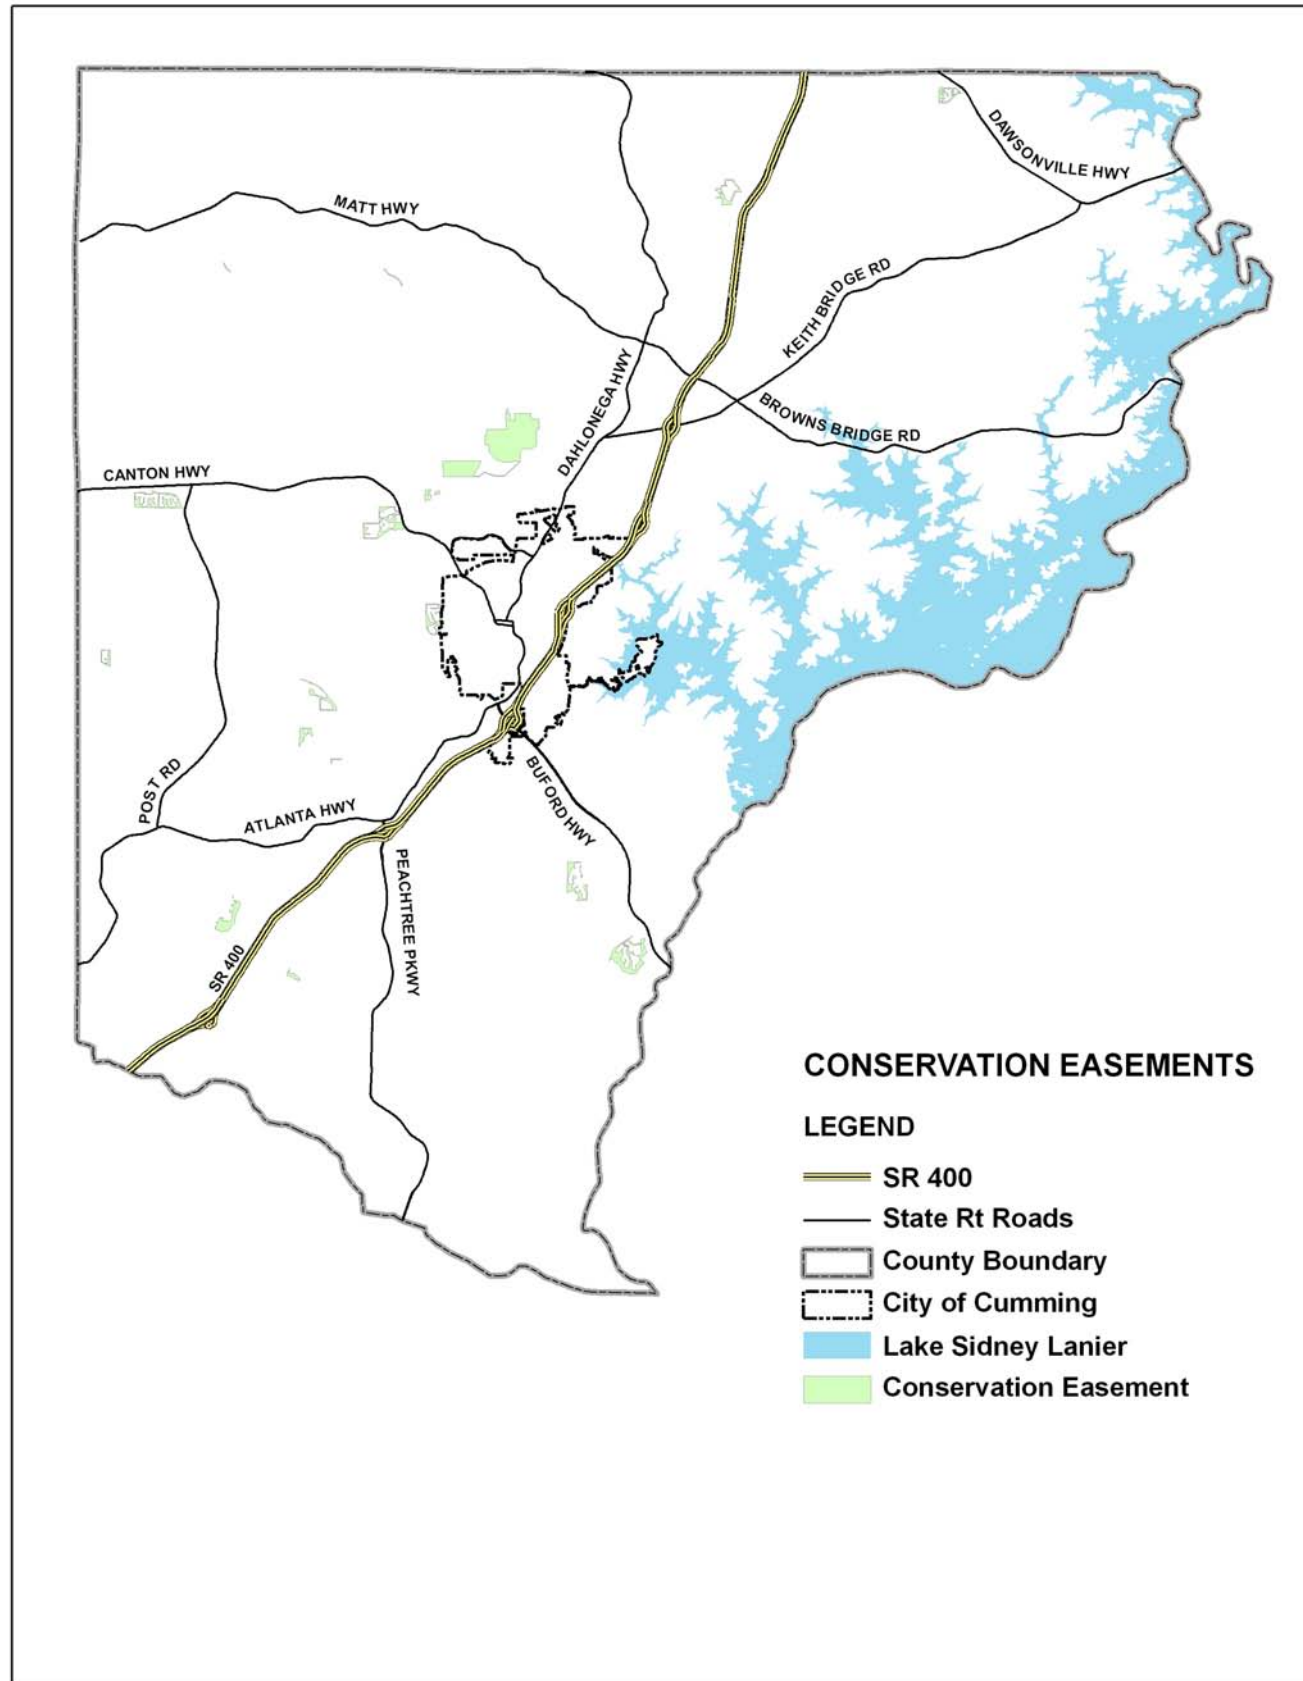 DAWSONVILLE HWY
MATT HWY
KEITH BRIDGE RD
DAHLONEGA HWY
BROWNS BRIDGE RD
CANTON HWY
POST RD
ATLANTA HWY
BUFORD HWY
PEACHTREE PKWY
SR 400
CONSERVATION EASEMENTS
LEGEND
SR 400
State Rt Roads
County Boundary
City of Cumming
Lake Sidney Lanier
Conservation Easement